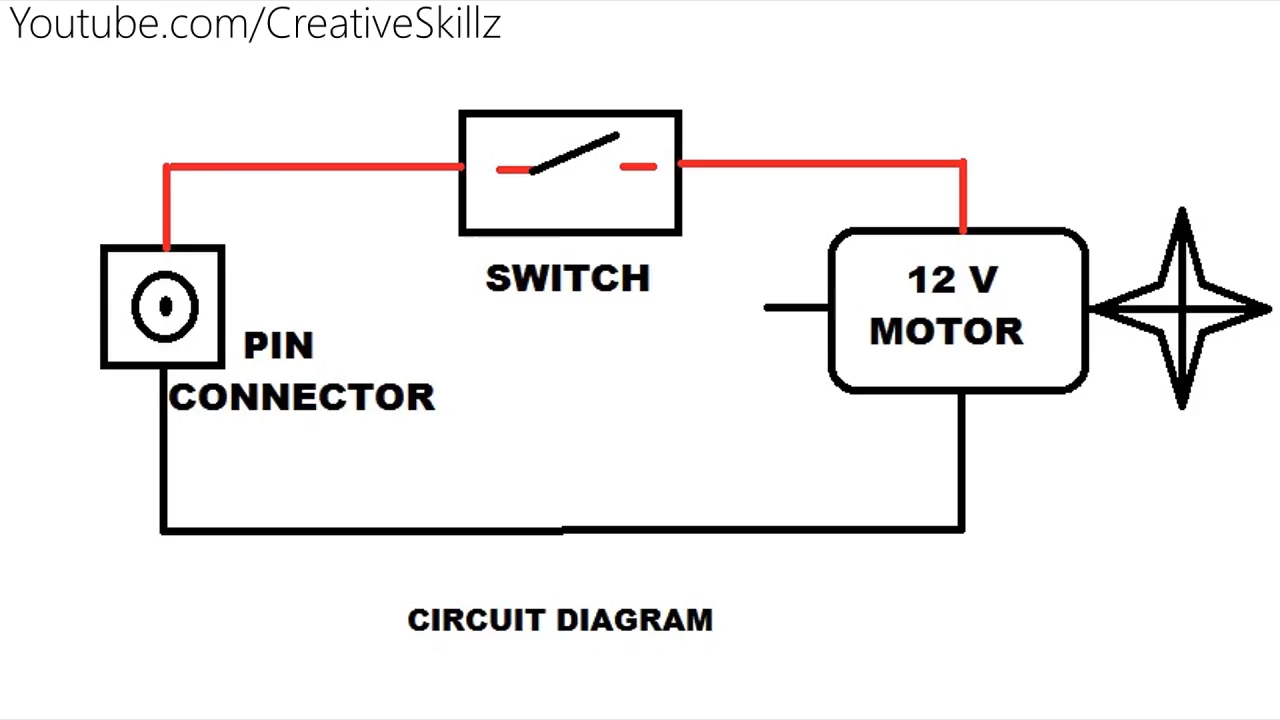 Youtube.com/CreativeSkillz
SWITCH
12 V
MOTOR
PIN
CONNECTOR
CIRCUIT DIAGRAM